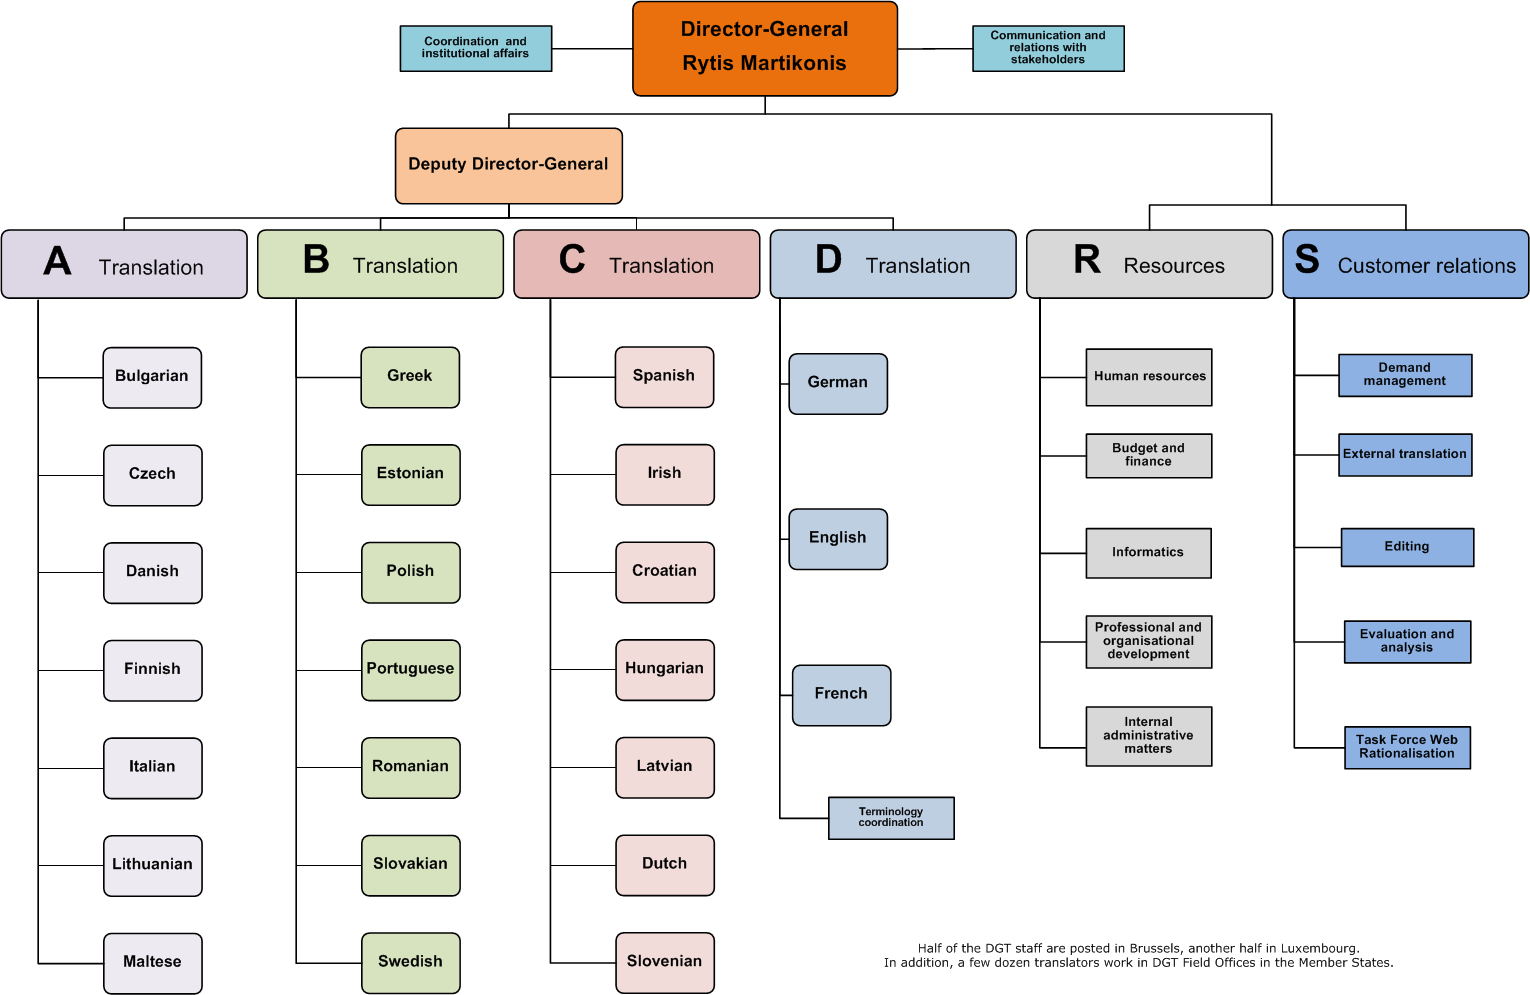 Director-General
Rytis Martikonis
Coordination and
institutional affairs
Communication and
relations with
stakeholders
Deputy Director-General
A Translation
B Translation
C Translation
D Translation
R Resources
S Customer relations
Bulgarian
Czech
Danish
Finnish
Italian
Lithuanian
Maltese
Greek
Estonian
Polish
Portuguese
Romanian
Slovakian
Swedish
Spanish
Irish
Croatian
Hungarian
Latvian
Dutch
Slovenian
German
English
French
Terminology
coordination
Human resources
Budget and
finance
Informatics
Professional and
organisational
development
Internal
administrative
matters
Demand
management
External translation
Editing
Evaluation and
analysis
Task Force Web
Rationalisation
Half of the DGT staff are posted in Brussels, another half in Luxembourg.
In addition, a few dozen translators work in DGT Field Offices in the Member States.